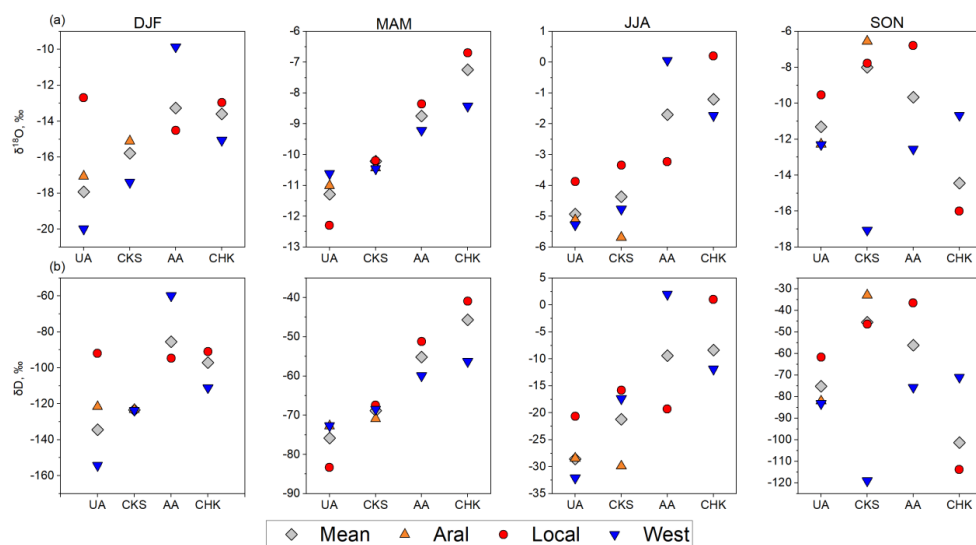 (a) DJF MAM JJA SON
δ¹⁸O, ‰
-10 -12 -14 -16 -18 -20
-6 -7 -8 -9 -10 -11 -12 -13
1 0 -1 -2 -3 -4 -5 -6
-6 -8 -10 -12 -14 -16 -18
UA CKS AA CHK UA CKS AA CHK UA CKS AA CHK UA CKS AA CHK
(b)
δD, ‰
-60 -80 -100 -120 -140 -160
-40 -50 -60 -70 -80 -90
5 0 -5 -10 -15 -20 -25 -30 -35
-30 -40 -50 -60 -70 -80 -90 -100 -110 -120
UA CKS AA CHK UA CKS AA CHK UA CKS AA CHK UA CKS AA CHK
Mean Aral Local West